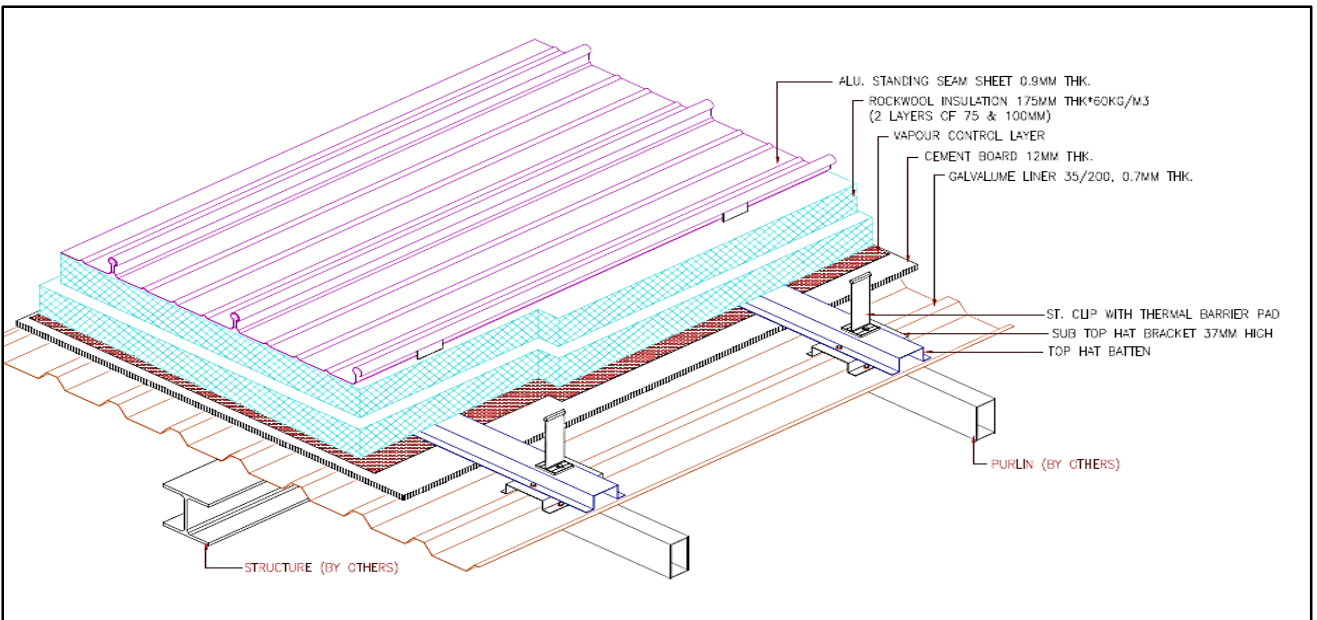 ALU. STANDING SEAM SHEET 0.9MM THK.
ROCKWOOL INSULATION 175MM THK*60KG/M3
(2 LAYERS OF 75 & 100MM)
VAPOUR CONTROL LAYER
CEMENT BOARD 12MM THK.
GALVALUME LINER 35/200, 0.7MM THK.
ST. CLIP WITH THERMAL BARRIER PAD
SUB TOP HAT BRACKET 37MM HIGH
TOP HAT BATTEN
PURLIN (BY OTHERS)
STRUCTURE (BY OTHERS)